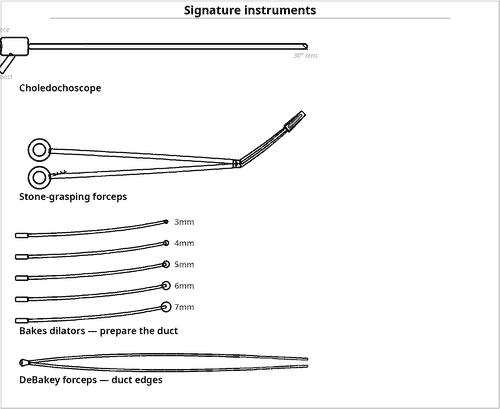 Signature instruments
30° lens
Choledochoscope
Stone-grasping forceps
3mm
4mm
5mm
6mm
7mm
Bakes dilators — prepare the duct
DeBakey forceps — duct edges